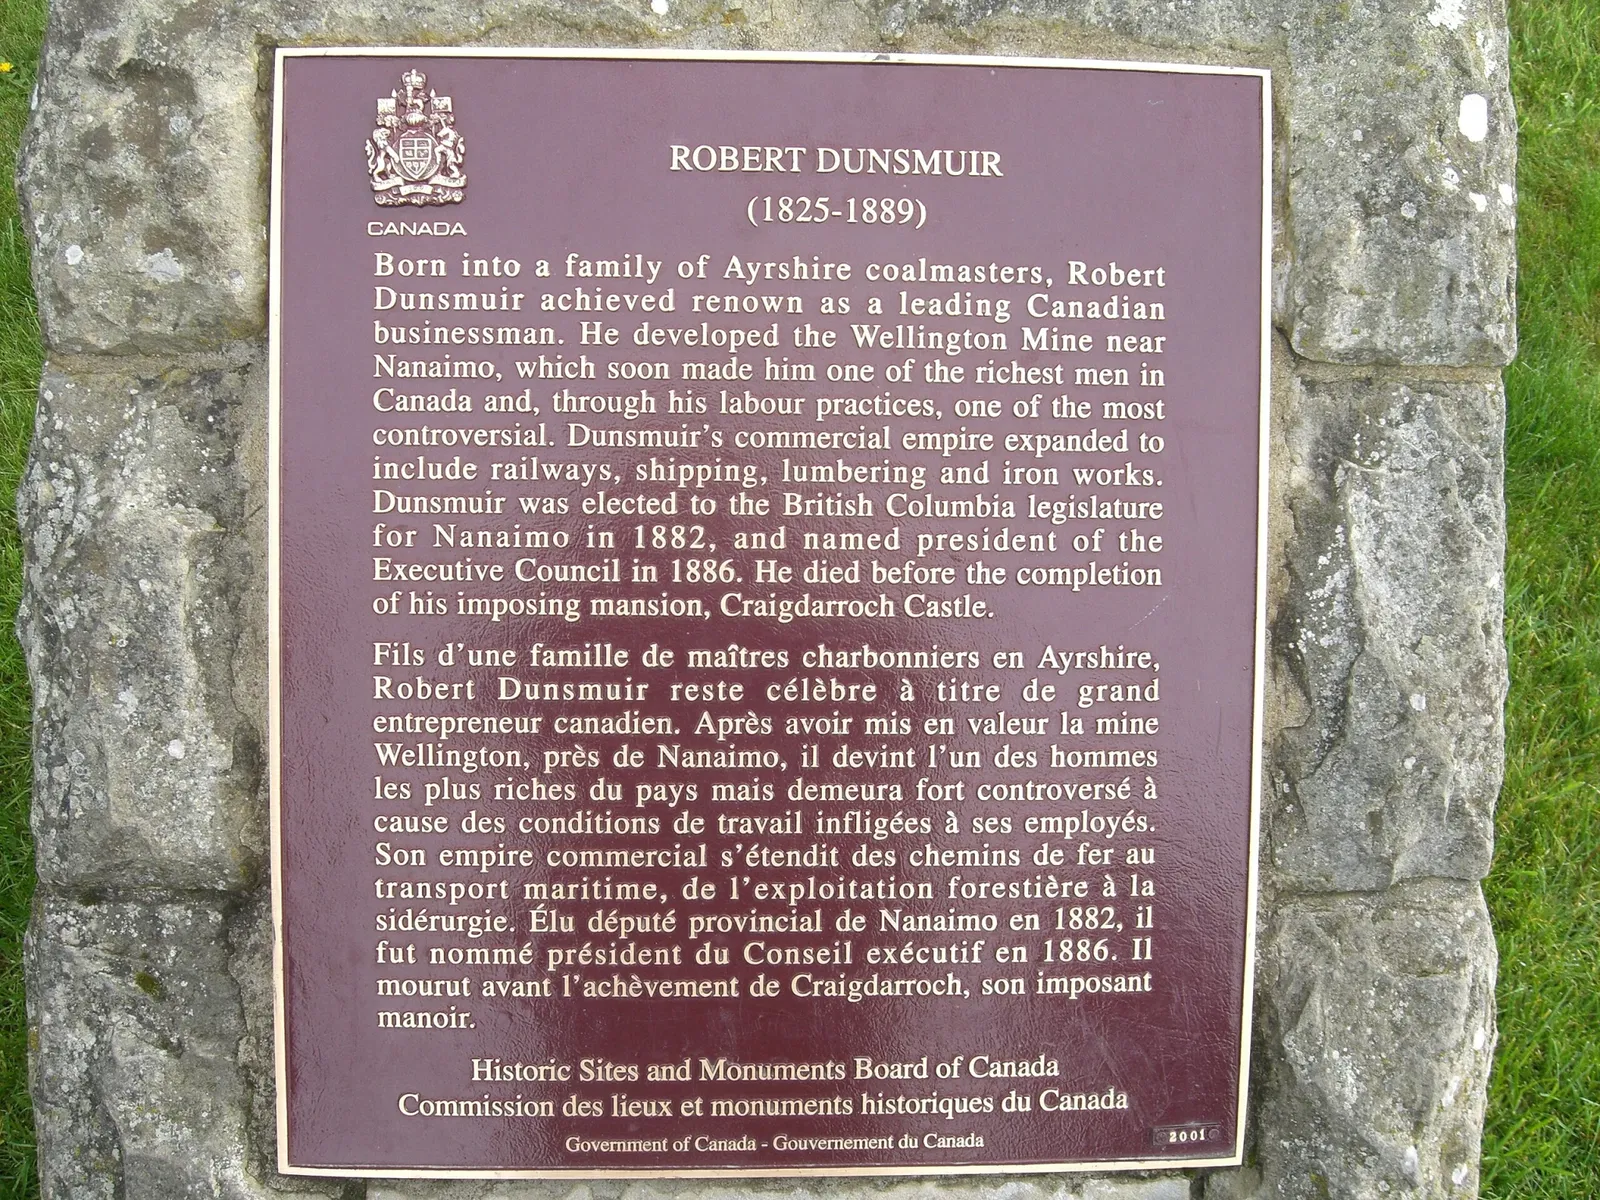 CANADA
ROBERT DUNSMUIR
(1825-1889)
Born into a family of Ayrshire coalmasters, Robert
Dunsmuir achieved renown as a leading Canadian
businessman. He developed the Wellington Mine near
Nanaimo, which soon made him one of the richest men in
Canada and, through his labour practices, one of the most
controversial. Dunsmuir's commercial empire expanded to
include railways, shipping, lumbering and iron works.
Dunsmuir was elected to the British Columbia legislature
for Nanaimo in 1882, and named president of the
Executive Council in 1886. He died before the completion
of his imposing mansion, Craigdarroch Castle.
Fils d'une famille de maîtres charbonniers en Ayrshire,
Robert Dunsmuir reste célèbre à titre de grand
entrepreneur canadien. Après avoir mis en valeur la mine
Wellington, près de Nanaimo, il devint l'un des hommes
les plus riches du pays mais demeura fort controversé à
cause des conditions de travail infligées à ses employés.
Son empire commercial s'étendit des chemins de fer au
transport maritime, de l'exploitation forestière à la
sidérurgie. Élu député provincial de Nanaimo en 1882, il
fut nommé président du Conseil exécutif en 1886. Il
mourut avant l'achèvement de Craigdarroch, son imposant
manoir.
Historic Sites and Monuments Board of Canada
Commission des lieux et monuments historiques du Canada
Government of Canada - Gouvernement du Canada
2001